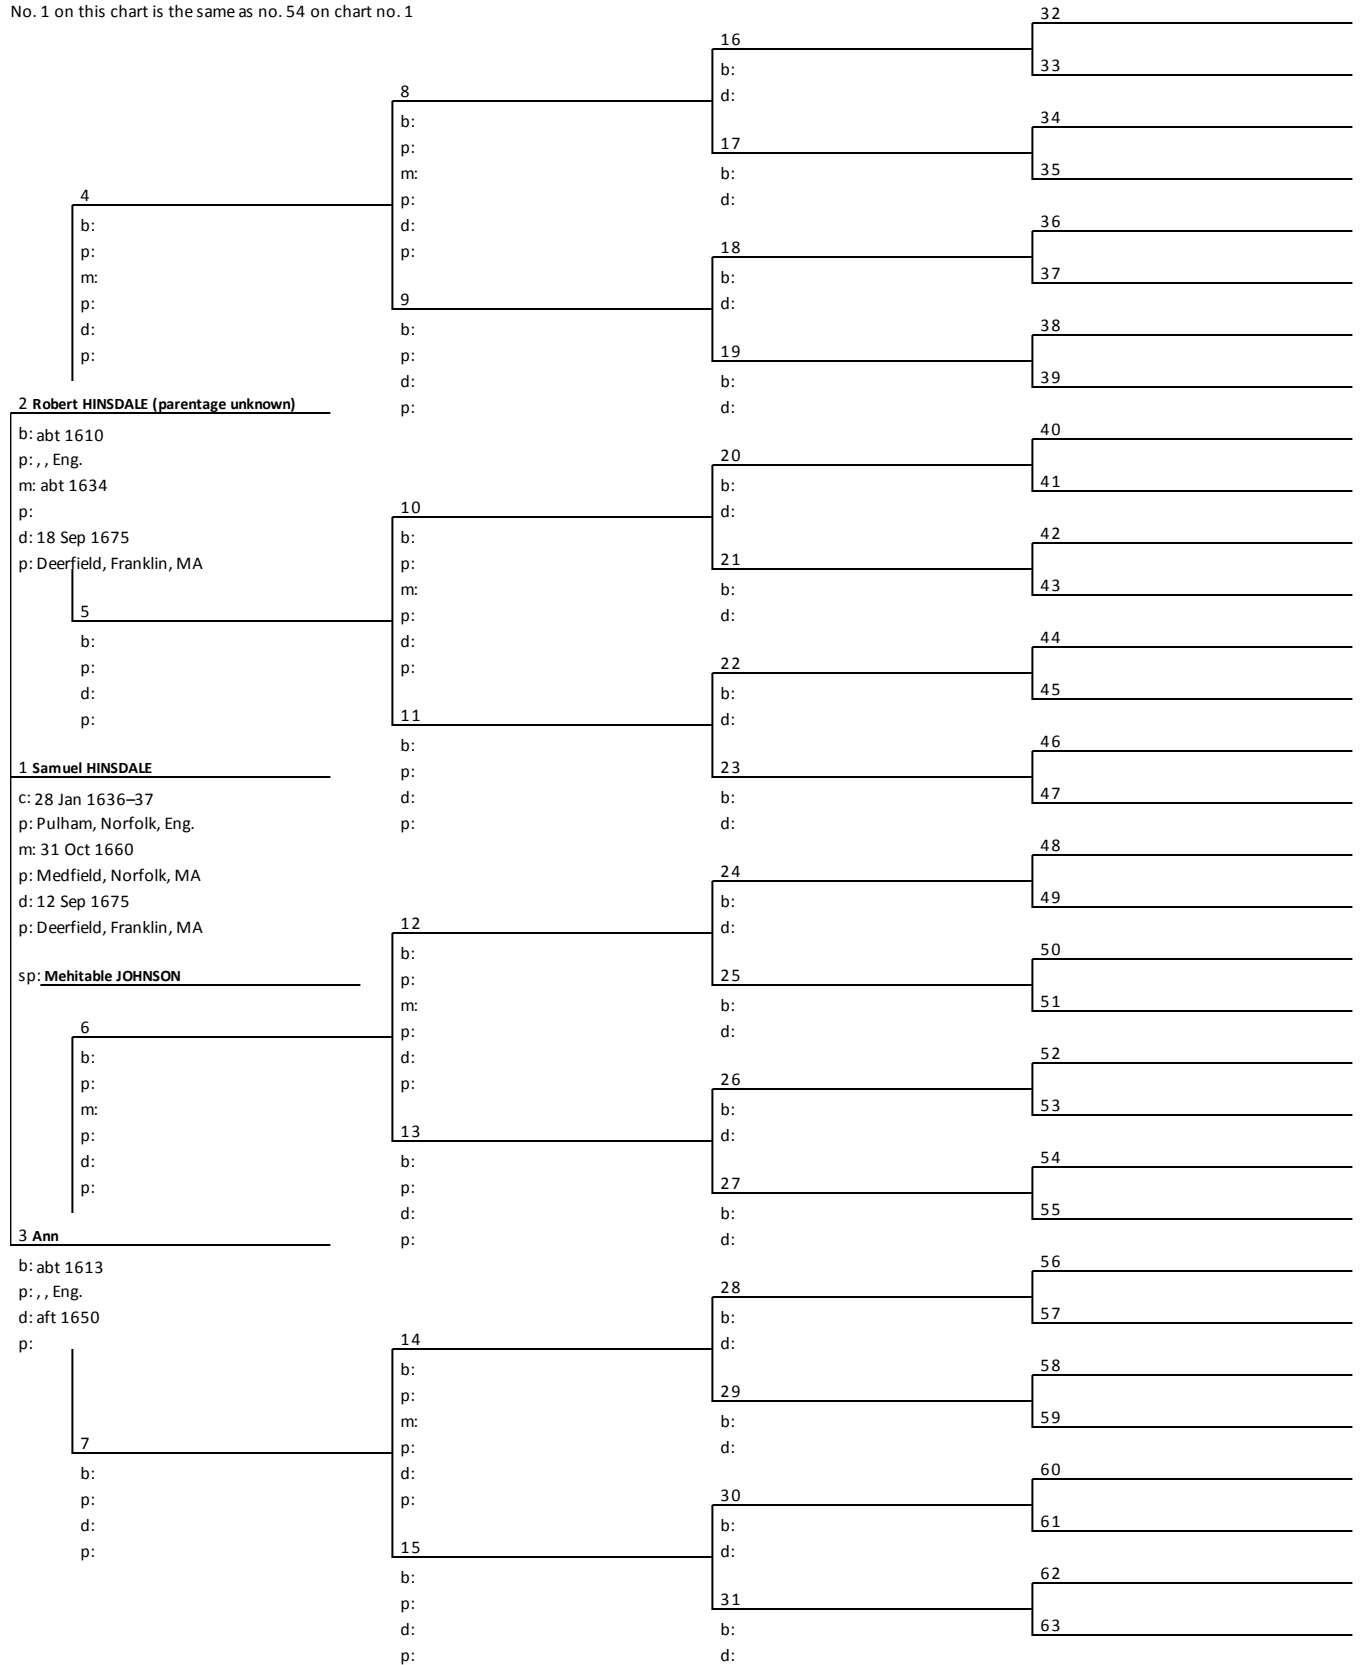 No. 1 on this chart is the same as no. 54 on chart no. 1
4
b:
p:
m:
p:
d:
p:
2 Robert HINSDALE (parentage unknown)
b: abt 1610
p: , , Eng.
m: abt 1634
p:
d: 18 Sep 1675
p: Deerfield, Franklin, MA
5
b:
p:
d:
p:
1 Samuel HINSDALE
c: 28 Jan 1636–37
p: Pulham, Norfolk, Eng.
m: 31 Oct 1660
p: Medfield, Norfolk, MA
d: 12 Sep 1675
p: Deerfield, Franklin, MA
sp: Mehitable JOHNSON
6
b:
p:
m:
p:
d:
p:
3 Ann
b: abt 1613
p: , , Eng.
d: aft 1650
p:
7
b:
p:
d:
p:
8
b:
p:
m:
p:
d:
p:
9
b:
p:
d:
p:
10
b:
p:
m:
p:
d:
p:
11
b:
p:
d:
p:
12
b:
p:
m:
p:
d:
p:
13
b:
p:
d:
p:
14
b:
p:
m:
p:
d:
p:
15
b:
p:
d:
p:
16
b:
d:
17
b:
d:
18
b:
d:
19
b:
d:
20
b:
d:
21
b:
d:
22
b:
d:
23
b:
d:
24
b:
d:
25
b:
d:
26
b:
d:
27
b:
d:
28
b:
d:
29
b:
d:
30
b:
d:
31
b:
d:
32
33
34
35
36
37
38
39
40
41
42
43
44
45
46
47
48
49
50
51
52
53
54
55
56
57
58
59
60
61
62
63